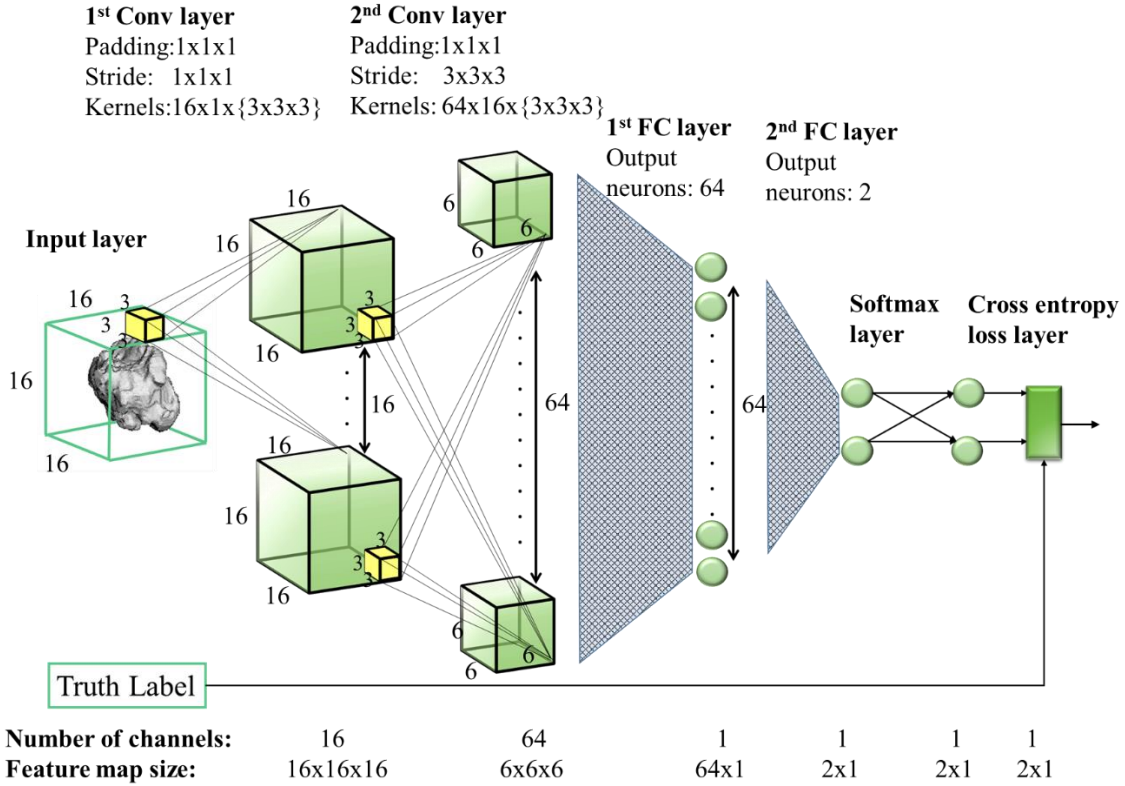 1st Conv layer
Padding:1x1x1
Stride: 1x1x1
Kernels:16x1x{3x3x3}
2nd Conv layer
Padding:1x1x1
Stride: 3x3x3
Kernels: 64x16x{3x3x3}
1st FC layer
Output
neurons: 64
2nd FC layer
Output
neurons: 2
Input layer
16
16
16
3
3
3
16
16
16
3
3
3
16
16
16
16
3
3
3
6
6
6
64
6
6
6
64
Softmax
layer
Cross entropy
loss layer
Truth Label
Number of channels: 16 64 1 1 1 1
Feature map size: 16x16x16 6x6x6 64x1 2x1 2x1 2x1